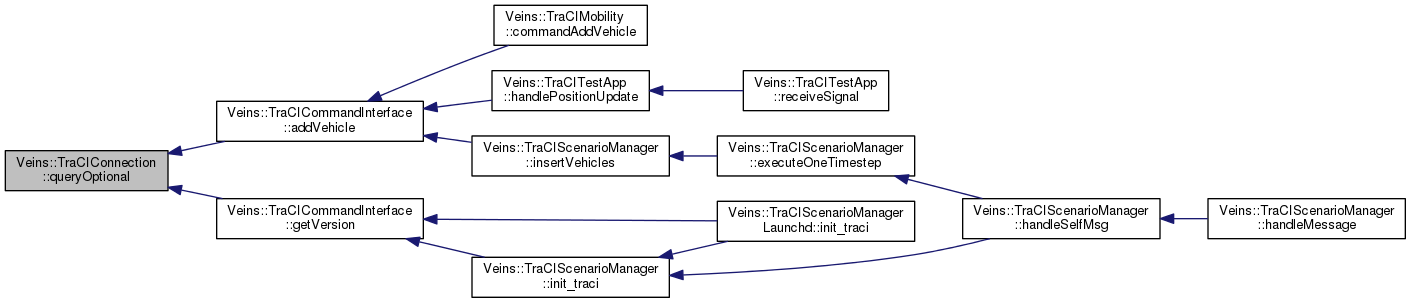 Veins::TraCIMobility
::commandAddVehicle
Veins::TraCITestApp
::handlePositionUpdate
Veins::TraCITestApp
::receiveSignal
Veins::TraCICommandInterface
::addVehicle
Veins::TraCIScenarioManager
::insertVehicles
Veins::TraCIScenarioManager
::executeOneTimestep
Veins::TraCIConnection
::queryOptional
Veins::TraCICommandInterface
::getVersion
Veins::TraCIScenarioManager
Launchd::init_traci
Veins::TraCIScenarioManager
::handleSelfMsg
Veins::TraCIScenarioManager
::handleMessage
Veins::TraCIScenarioManager
::init_traci